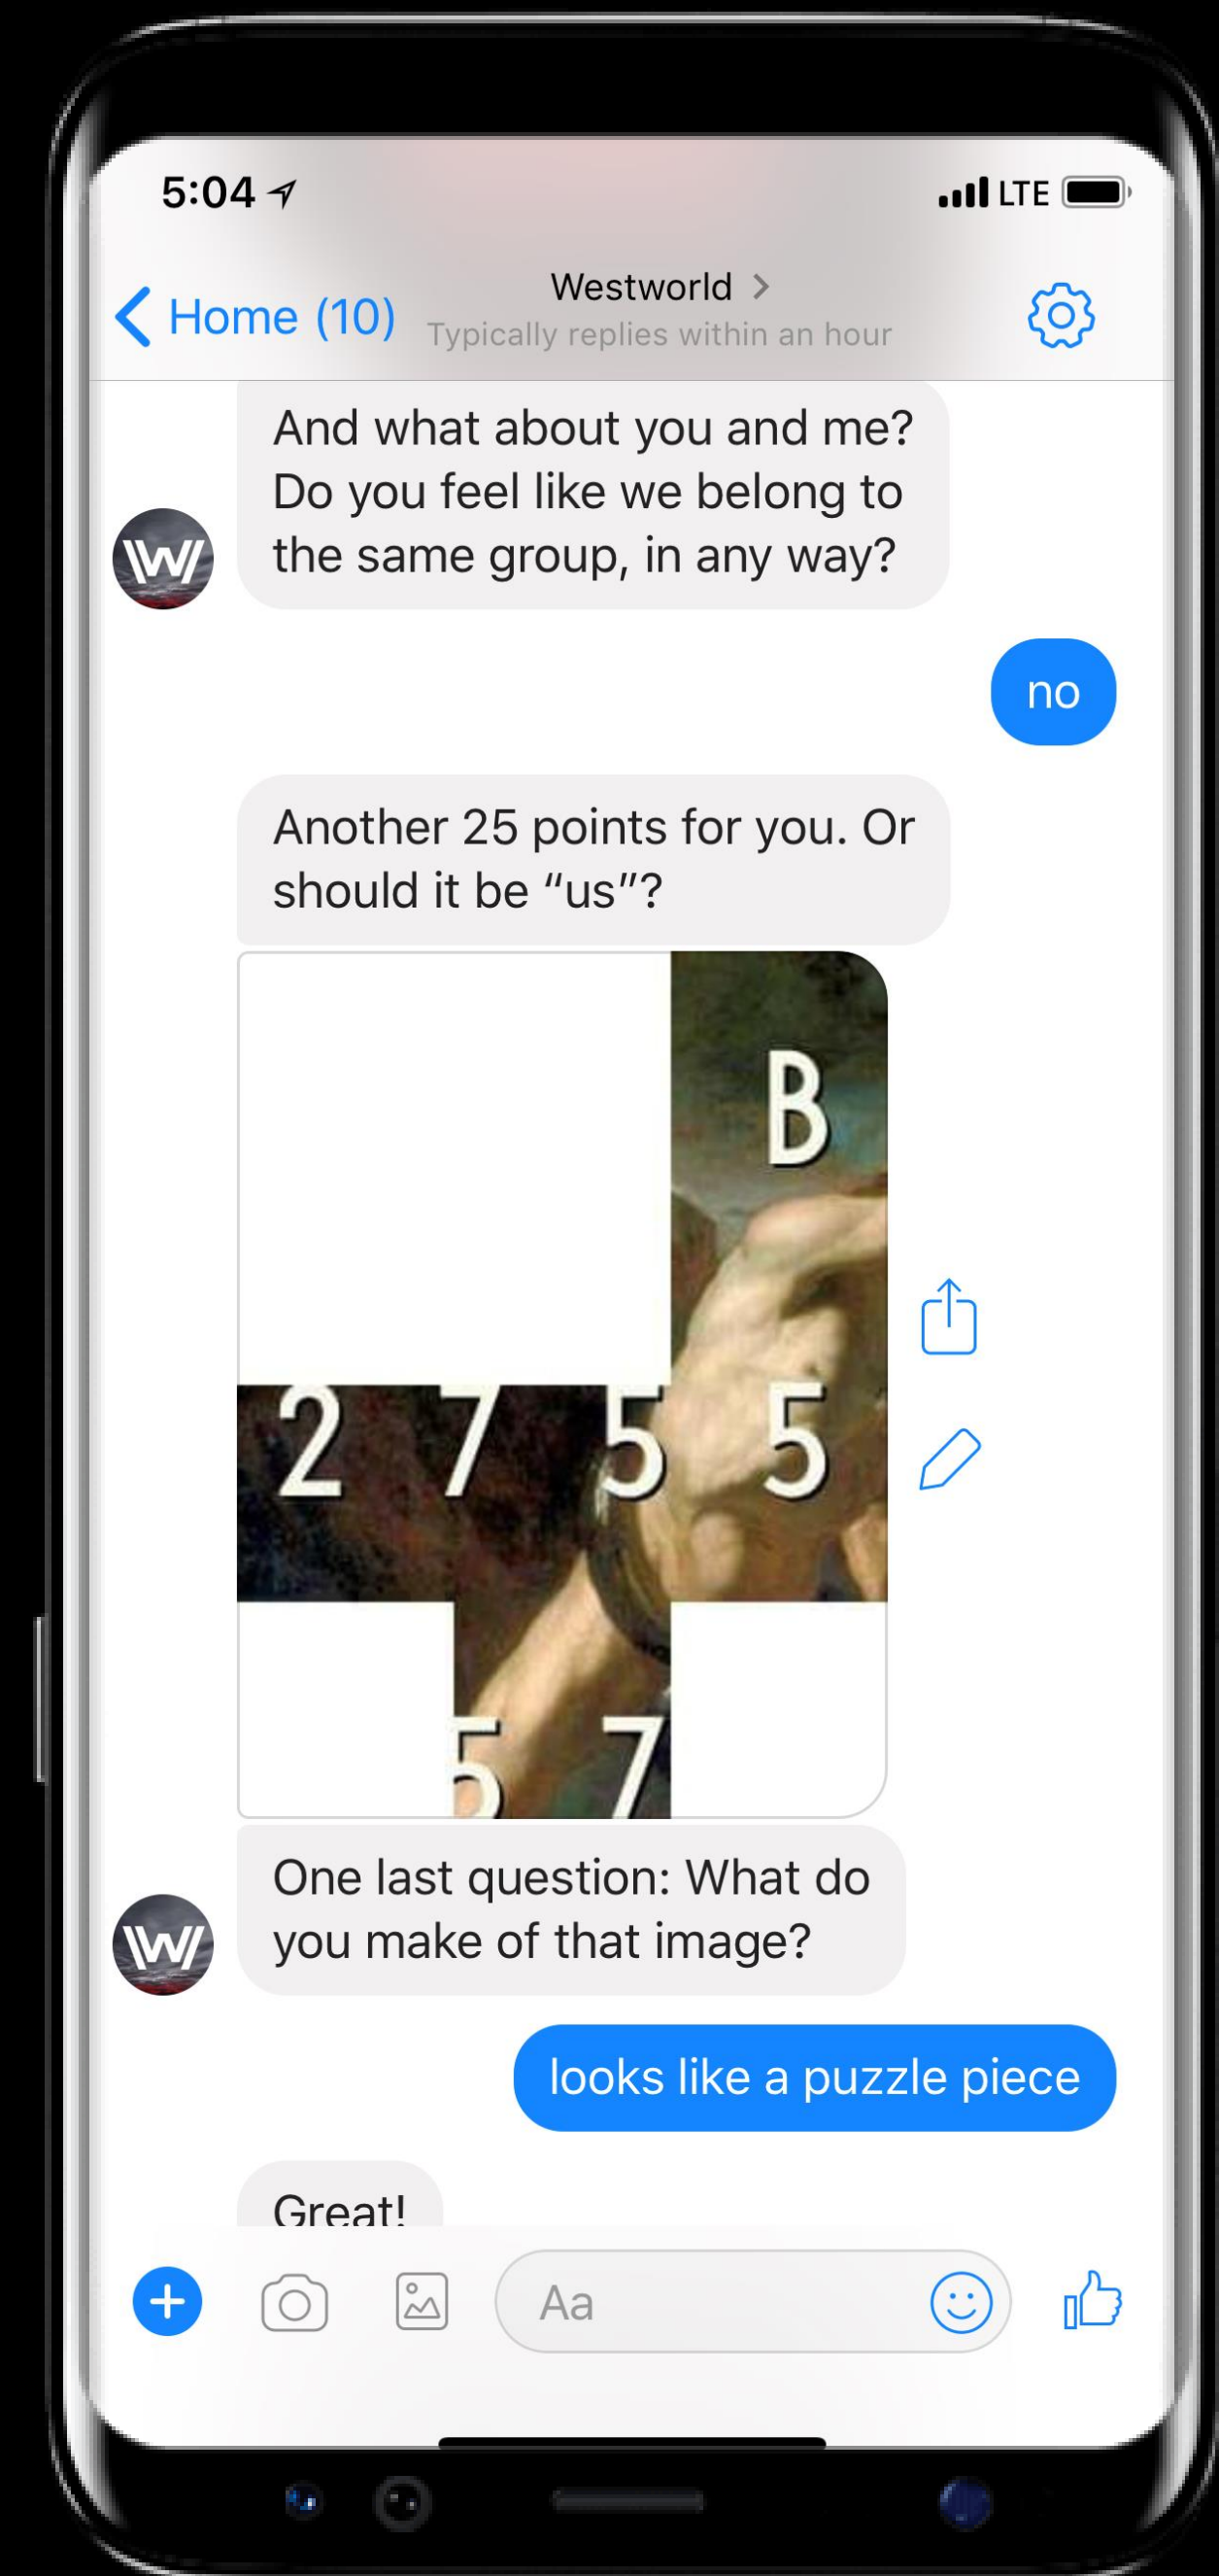 5:04
LTE
Home (10)
Westworld
Typically replies within an hour
And what about you and me?
Do you feel like we belong to
the same group, in any way?
no
Another 25 points for you. Or
should it be “us”?
B
2 7 5 5
5 7
One last question: What do
you make of that image?
looks like a puzzle piece
Great!
Aa